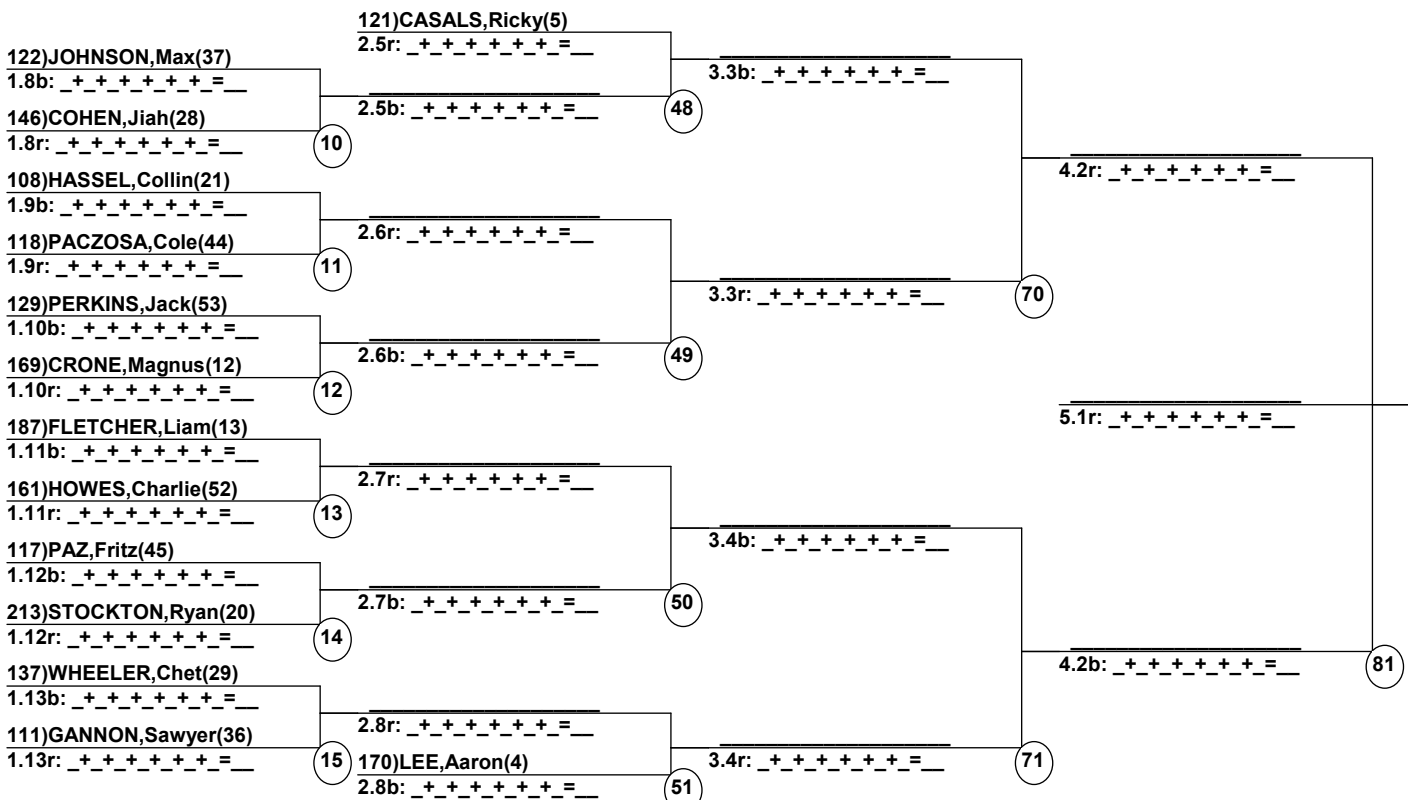 122)JOHNSON,Max(37)
1.8b: _+_+_+_+_+_=__
146)COHEN,Jiah(28)
1.8r: _+_+_+_+_+_=__
10
108)HASSEL,Collin(21)
1.9b: _+_+_+_+_+_=__
118)PACZOSA,Cole(44)
1.9r: _+_+_+_+_+_=__
11
129)PERKINS,Jack(53)
1.10b: _+_+_+_+_+_=__
169)CRONE,Magnus(12)
1.10r: _+_+_+_+_+_=__
12
187)FLETCHER,Liam(13)
1.11b: _+_+_+_+_+_=__
161)HOWES,Charlie(52)
1.11r: _+_+_+_+_+_=__
13
117)PAZ,Fritz(45)
1.12b: _+_+_+_+_+_=__
213)STOCKTON,Ryan(20)
1.12r: _+_+_+_+_+_=__
14
137)WHEELER,Chet(29)
1.13b: _+_+_+_+_+_=__
111)GANNON,Sawyer(36)
1.13r: _+_+_+_+_+_=__
15
121)CASALS,Ricky(5)
2.5r: _+_+_+_+_+_=__
2.5b: _+_+_+_+_+_=__
48
2.6r: _+_+_+_+_+_=__
2.6b: _+_+_+_+_+_=__
49
2.7r: _+_+_+_+_+_=__
2.7b: _+_+_+_+_+_=__
50
2.8r: _+_+_+_+_+_=__
170)LEE,Aaron(4)
2.8b: _+_+_+_+_+_=__
51
3.3b: _+_+_+_+_+_=__
3.3r: _+_+_+_+_+_=__
70
3.4b: _+_+_+_+_+_=__
3.4r: _+_+_+_+_+_=__
71
4.2r: _+_+_+_+_+_=__
4.2b: _+_+_+_+_+_=__
81
5.1r: _+_+_+_+_+_=__